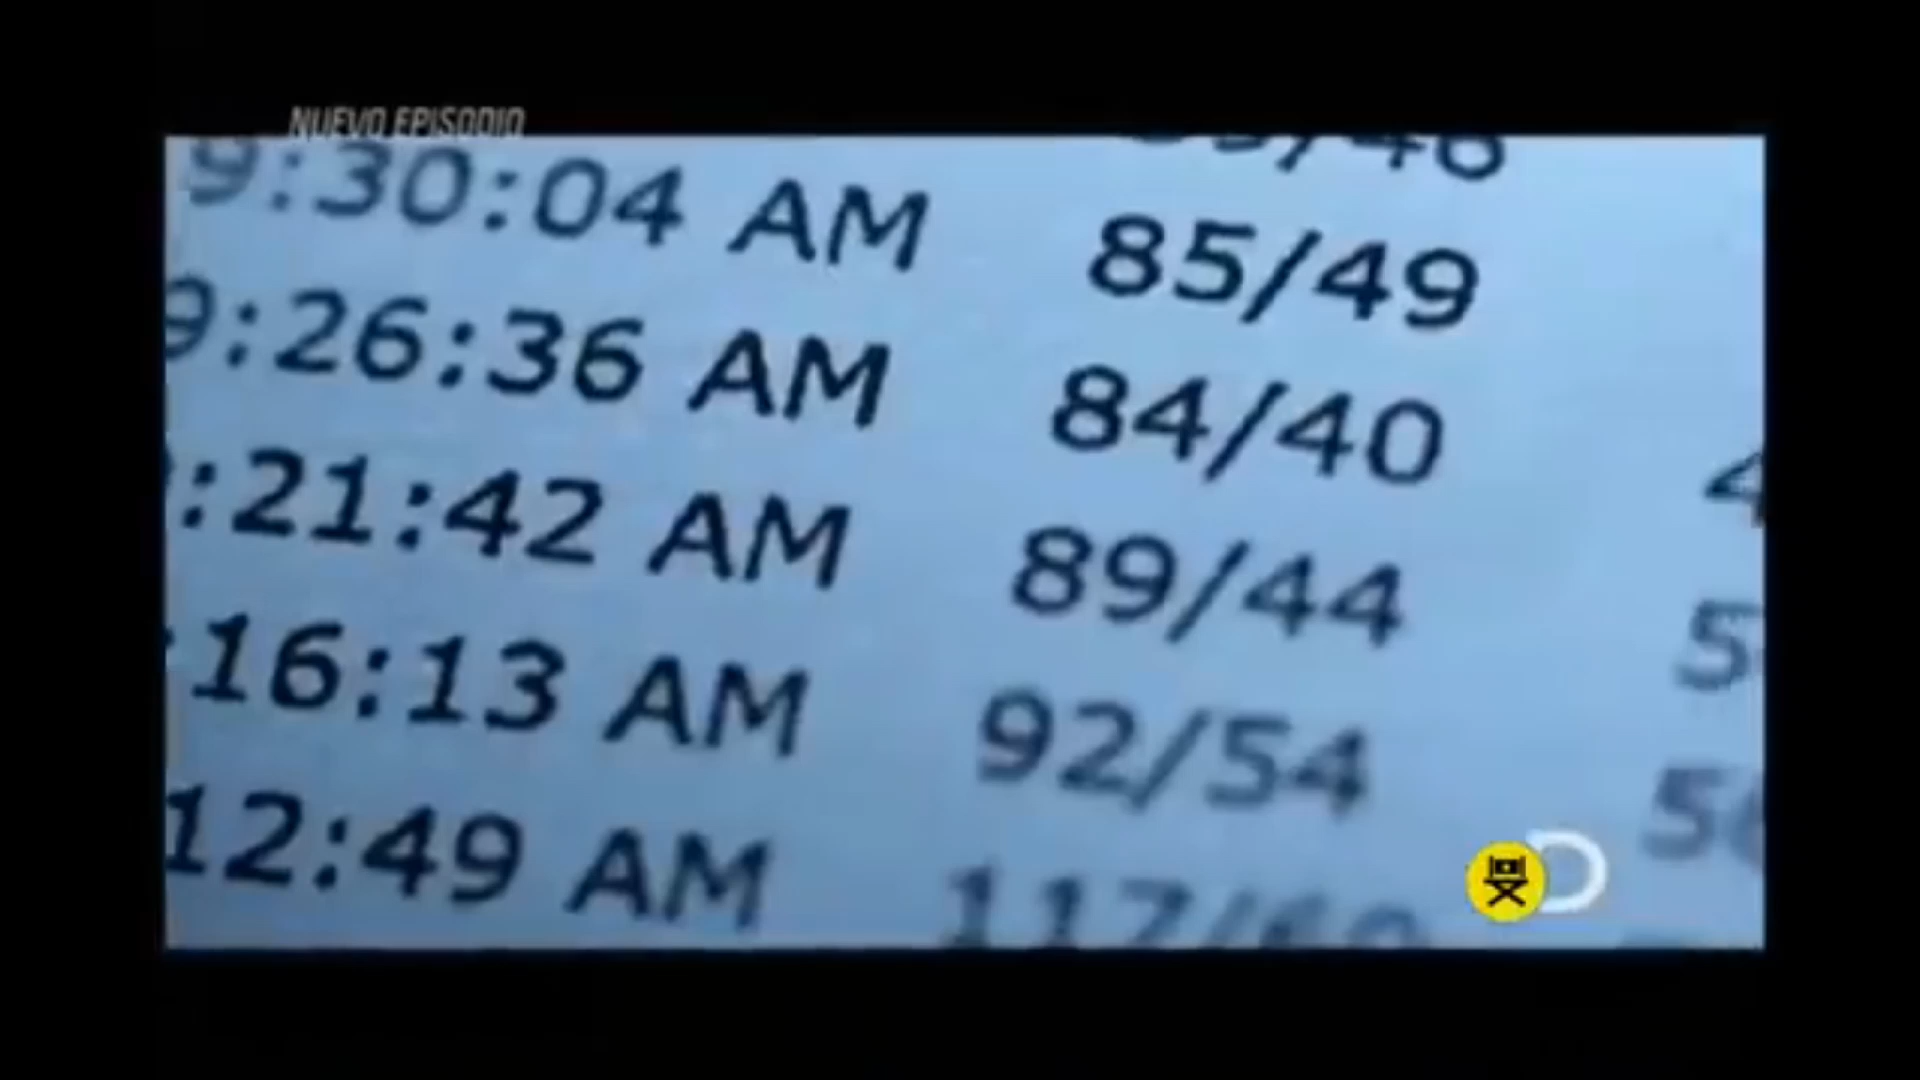 NUEVO EPISODIO
9:30:04 AM 85/49
9:26:36 AM 84/40
:21:42 AM 89/44
:16:13 AM 92/54
12:49 AM